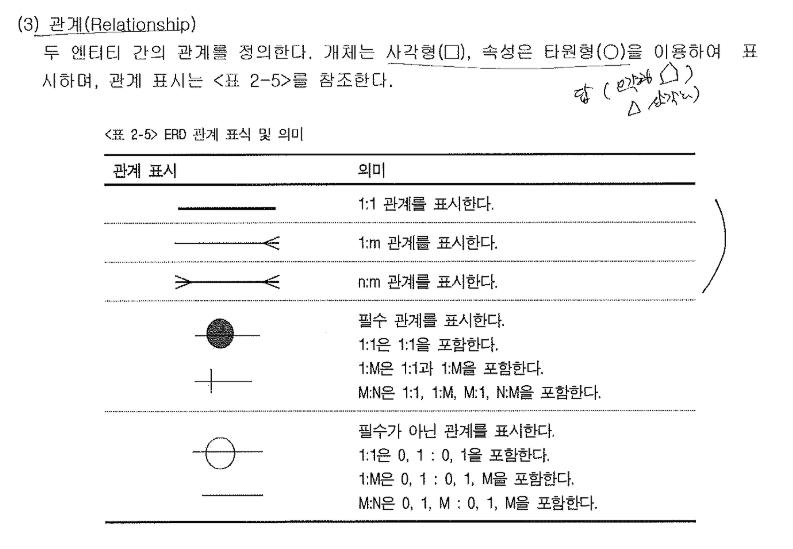 (3) 관계(Relationship)
두 엔터티 간의 관계를 정의한다. 개체는 사각형(□), 속성은 타원형(○)을 이용하여 표
시하며, 관계 표시는 <표 2-5>를 참조한다.
<표 2-5> ERD 관계 표식 및 의미
관계 표시 의미
1:1 관계를 표시한다.
1:m 관계를 표시한다.
n:m 관계를 표시한다.
필수 관계를 표시한다.
1:1은 1:1을 포함한다.
1:M은 1:1과 1:M을 포함한다.
M:N은 1:1, 1:M, M:1, N:M을 포함한다.
필수가 아닌 관계를 표시한다.
1:1은 0, 1 : 0, 1을 포함한다.
1:M은 0, 1 : 0, 1, M을 포함한다.
M:N은 0, 1, M : 0, 1, M을 포함한다.